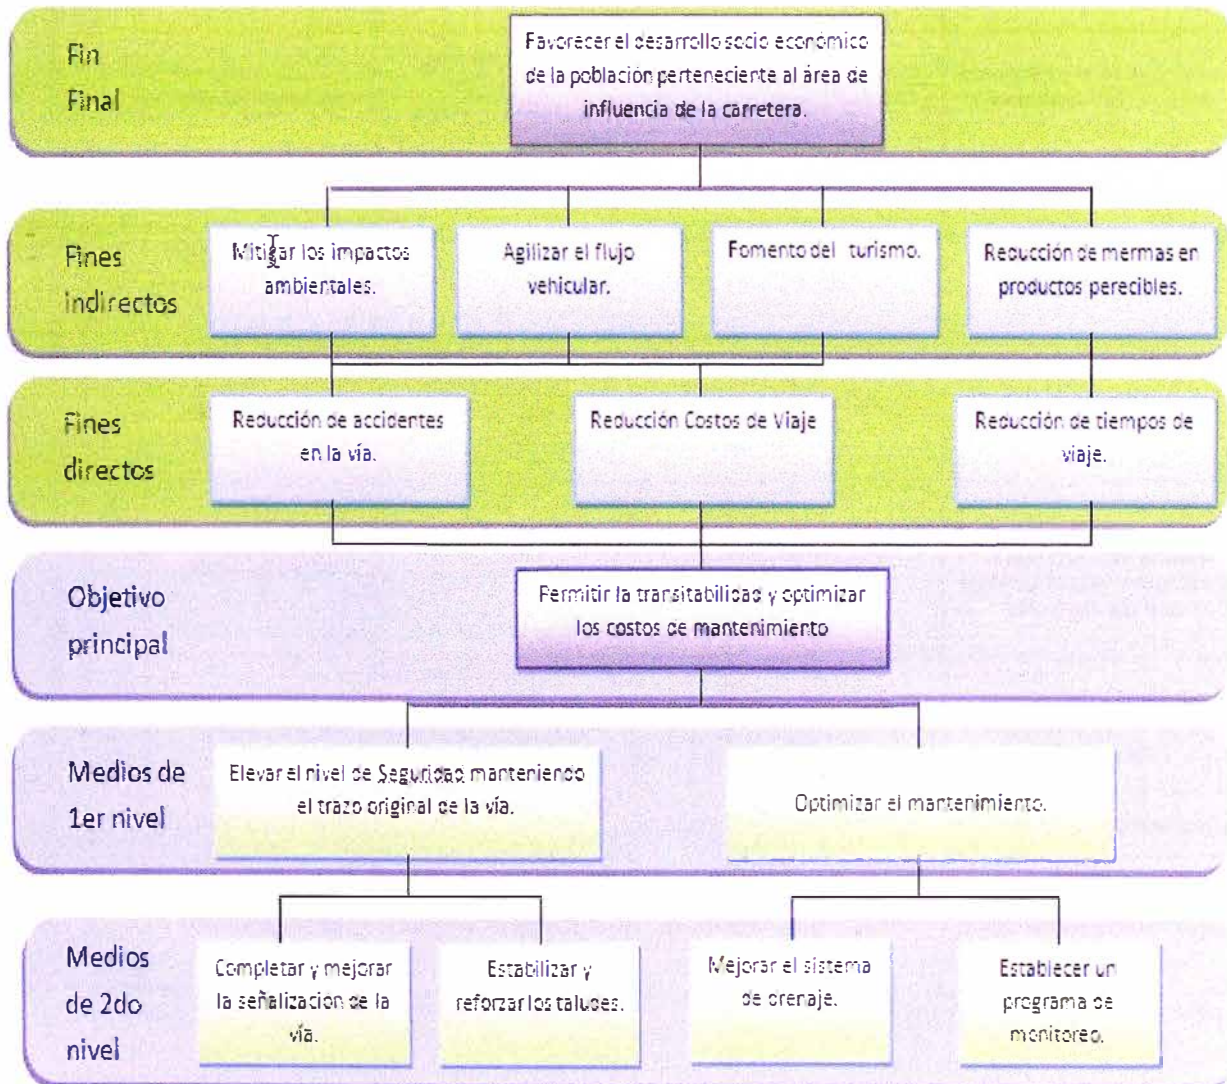 Fin
Final
Favorecer el desarrollo socio económico
de la población perteneciente al área de
influencia de la carretera.
Fines
indirectos
Mitigar los impactos
ambientales.
Agilizar el flujo
vehicular.
Fomento del turismo.
Reducción de mermas en
productos perecibles.
Fines
directos
Reducción de accidentes
en la vía.
Reducción Costos de Viaje
Reducción de tiempos de
viaje.
Objetivo
principal
Permitir la transitabilidad y optimizar
los costos de mantenimiento
Medios de
1er nivel
Elevar el nivel de Seguridad manteniendo
el trazo original de la vía.
Optimizar el mantenimiento.
Medios
de 2do
nivel
Completar y mejorar
la señalización de la
vía.
Estabilizar y
reforzar los taludes.
Mejorar el sistema
de drenaje.
Establecer un
programa de
monitoreo.